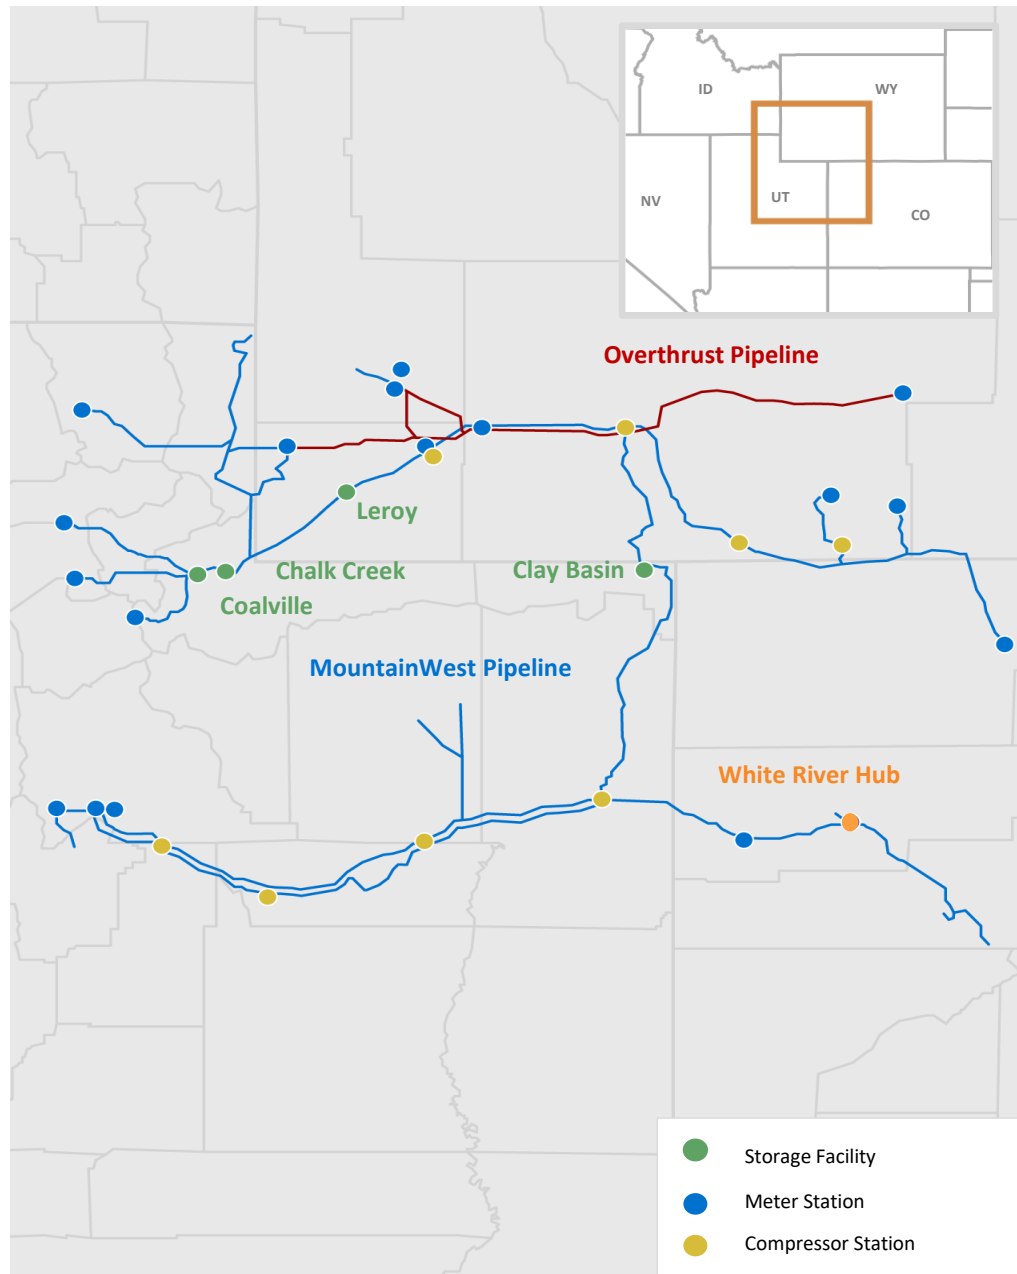 ID
WY
NV
UT
CO
Overthrust Pipeline
Leroy
Chalk Creek
Clay Basin
Coalville
MountainWest Pipeline
White River Hub
Storage Facility
Meter Station
Compressor Station